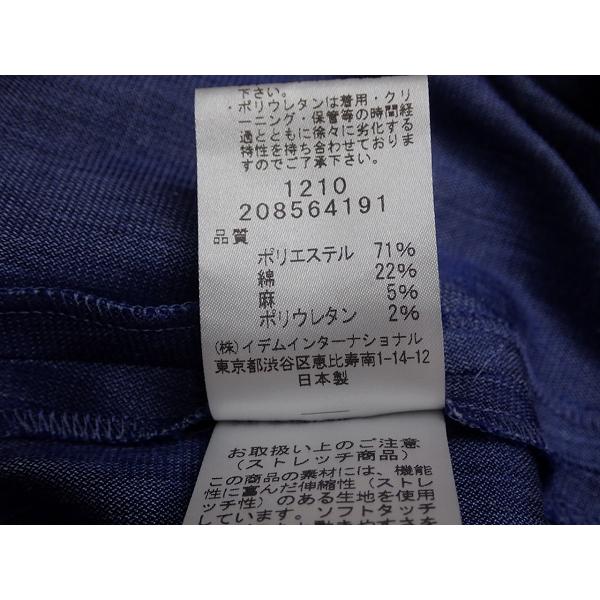 下さい。
・ポリウレタンは着用・クリ
ーニング・保管等の時間経
過とともに徐々に劣化する
特性を持ち合わせておりま
すのでご了承下さい。
1210
208564191
品質
ポリエステル 71%
綿 22%
麻 5%
ポリウレタン 2%
(株)イデムインターナショナル
東京都渋谷区恵比寿南1-14-12
日本製
お取扱い上のご注意
(ストレッチ商品)
この商品の素材には、機能
性に富んだ伸縮性(ストレ
ッチ性)のある生地を使用
しています。ソフトタッチ